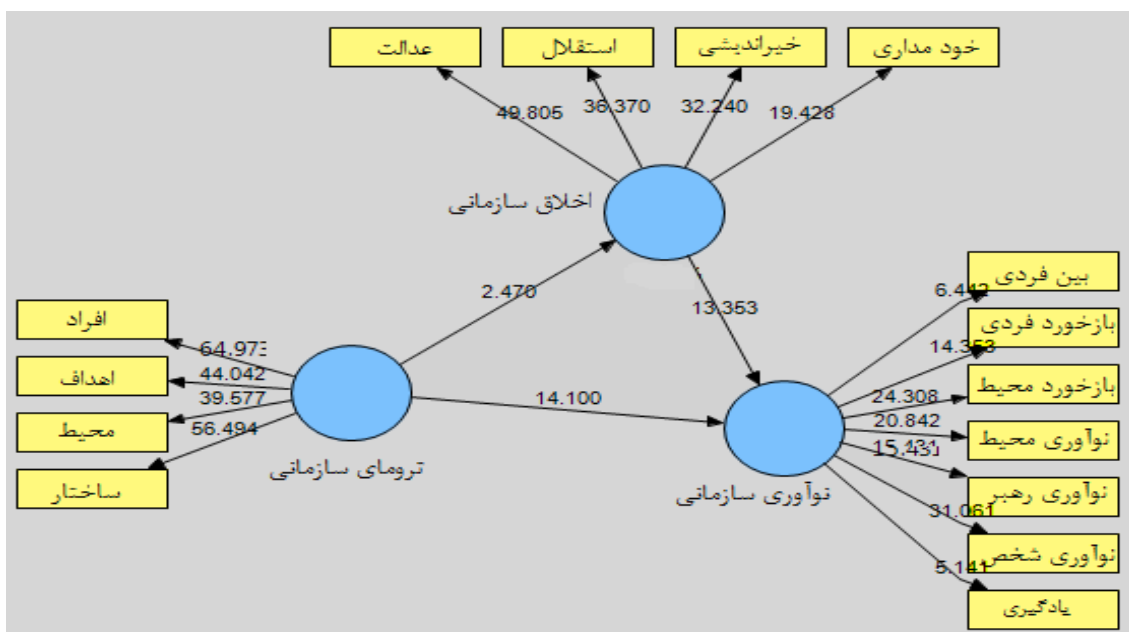 خود مداری
خیراندیشی
استقلال
عدالت
19.428
32.240
36.370
49.805
اخلاق سازمانی
2.470
13.353
14.100
افراد
اهداف
محیط
ساختار
64.973
44.042
39.577
56.494
ترومای سازمانی
نوآوری سازمانی
بین فردی
بازخورد فردی
بازخورد محیط
نوآوری محیط
نوآوری رهبر
نوآوری شخص
یادگیری
6.442
14.353
24.308
20.842
15.431
31.061
5.141